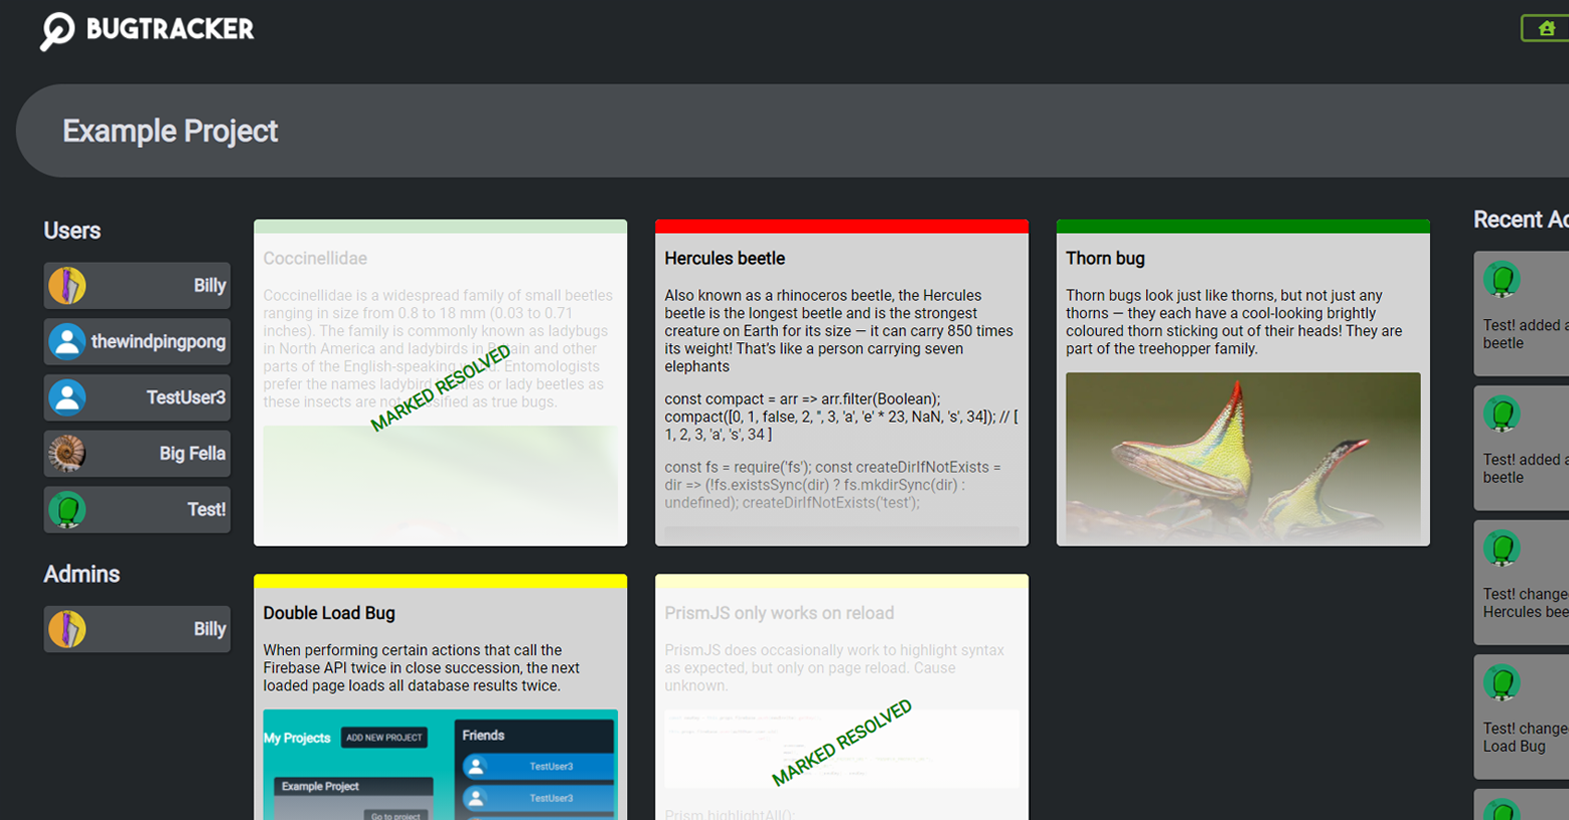 BUGTRACKER
Example Project
Users
Billy
thewindpingpong
TestUser3
Big Fella
Test!
Admins
Billy
Coccinellidae
Coccinellidae is a widespread family of small beetles
ranging in size from 0.8 to 18 mm (0.03 to 0.71
inches). The family is commonly known as ladybugs
in North America and ladybirds in Britain and other
parts of the English-speaking Entomologists
prefer the names ladybird or lady beetles as
these insects are not classified as true bugs.
MARKED RESOLVED
Hercules beetle
Also known as a rhinoceros beetle, the Hercules
beetle is the longest beetle and is the strongest
creature on Earth for its size — it can carry 850 times
its weight! That's like a person carrying seven
elephants
const compact = arr => arr.filter(Boolean);
compact([0, 1, false, 2, '', 3, 'a', 'e' * 23, NaN, 's', 34]); // [
1, 2, 3, 'a', 's', 34 ]
const fs = require('fs'); const createDirIfNotExists =
dir => (!fs.existsSync(dir) ? fs.mkdirSync(dir) :
undefined); createDirIfNotExists('test');
Thorn bug
Thorn bugs look just like thorns, but not just any
thorns — they each have a cool-looking brightly
coloured thorn sticking out of their heads! They are
part of the treehopper family.
Double Load Bug
When performing certain actions that call the
Firebase API twice in close succession, the next
loaded page loads all database results twice.
My Projects
ADD NEW PROJECT
Example Project
Go to project
Friends
TestUser3
TestUser3
PrismJS only works on reload
PrismJS does occasionally work to highlight syntax
as expected, but only on page reload. Cause
unknown.
MARKED RESOLVED
Prism.highlightAll();
Recent Ac
Test! added a
beetle
Test! added a
beetle
Test! change
Hercules bee
Test! change
Load Bug